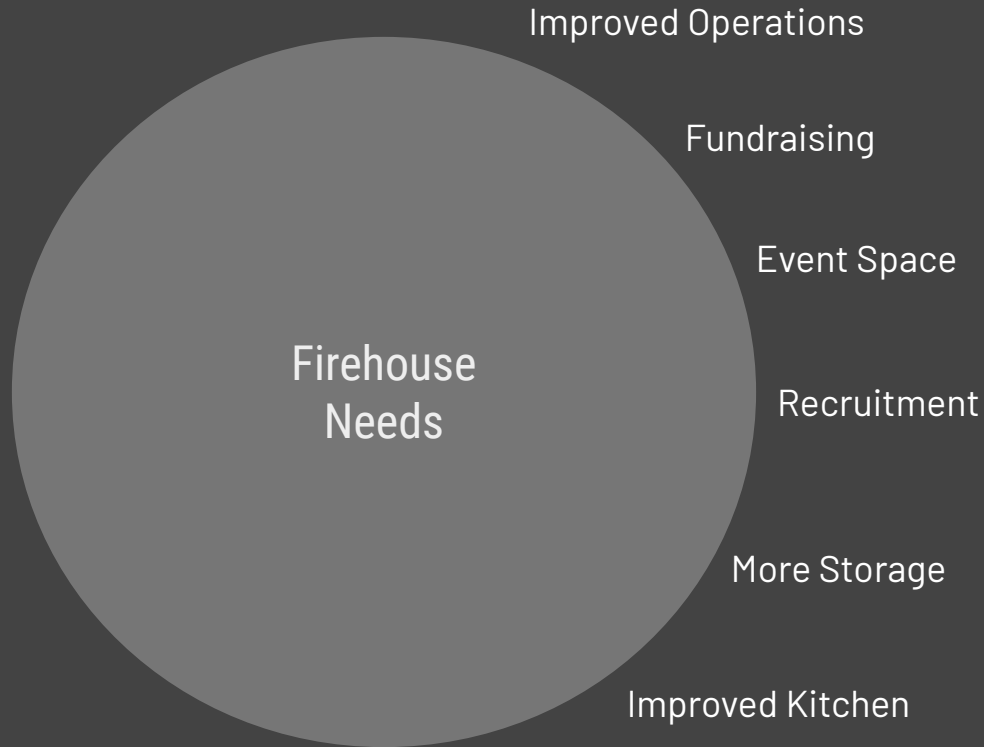 Improved Operations
Fundraising
Event Space
Firehouse
Needs
Recruitment
More Storage
Improved Kitchen